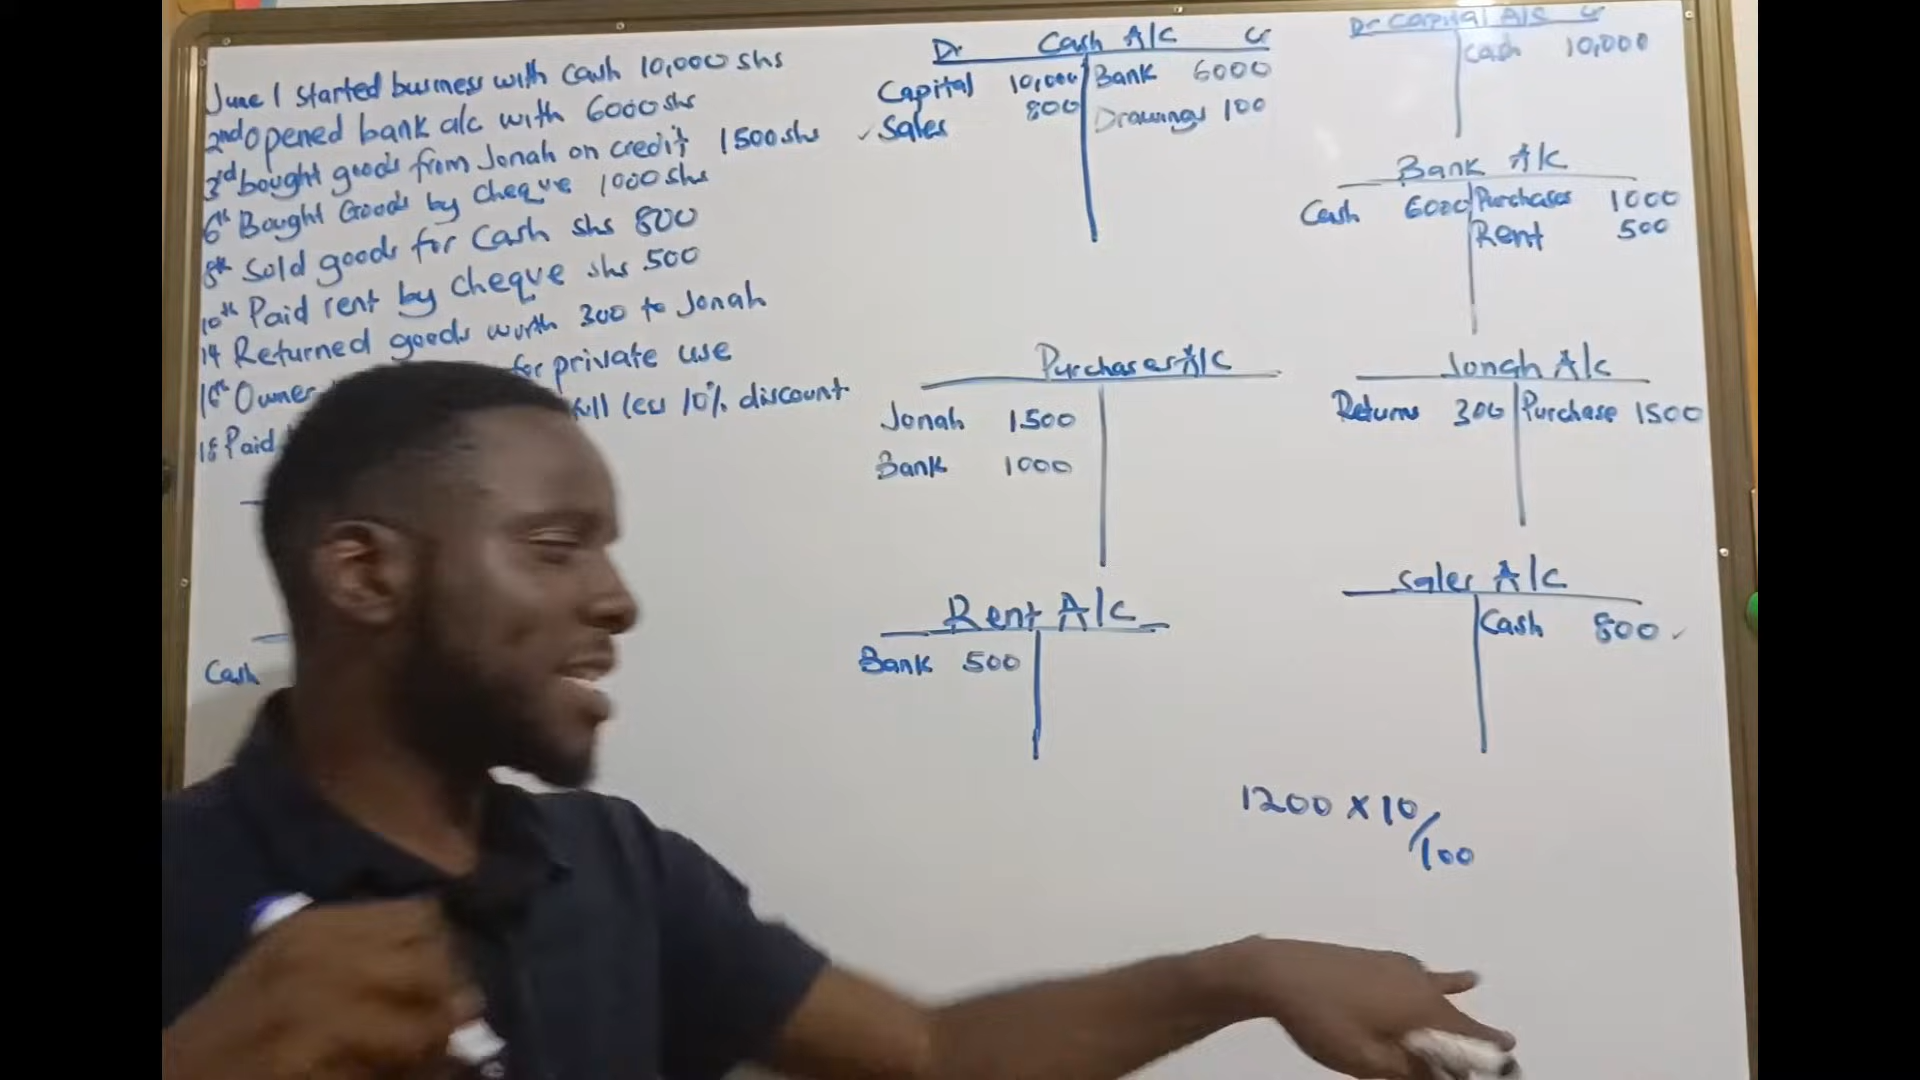 June 1 started business with cash 10,000 shs
2nd Opened bank a/c with 6000 shs
3rd bought goods from Jonah on credit 1500 shs
6th Bought Goods by cheque 1000 shs
8th Sold goods for Cash shs 800
10th Paid rent by cheque shs 500
14 Returned goods worth 300 to Jonah
16th Owner for private use
18 Paid full less 10% discount
Cash
Dr Cash A/C Cr
Capital 10,000 Bank 6000
Sales 800 Drawings 100
Dr Capital A/C Cr
Cash 10,000
Bank A/C
Cash 6000 Purchases 1000
Rent 500
Purchases A/C
Jonah 1500
Bank 1000
Jonah A/C
Returns 300 Purchase 1500
Rent A/C
Bank 500
Sales A/C
Cash 800
1200 x 10/100